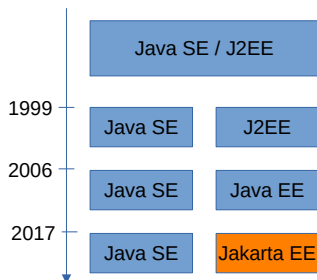 Java SE / J2EE
1999
Java SE
J2EE
2006
Java SE
Java EE
2017
Java SE
Jakarta EE